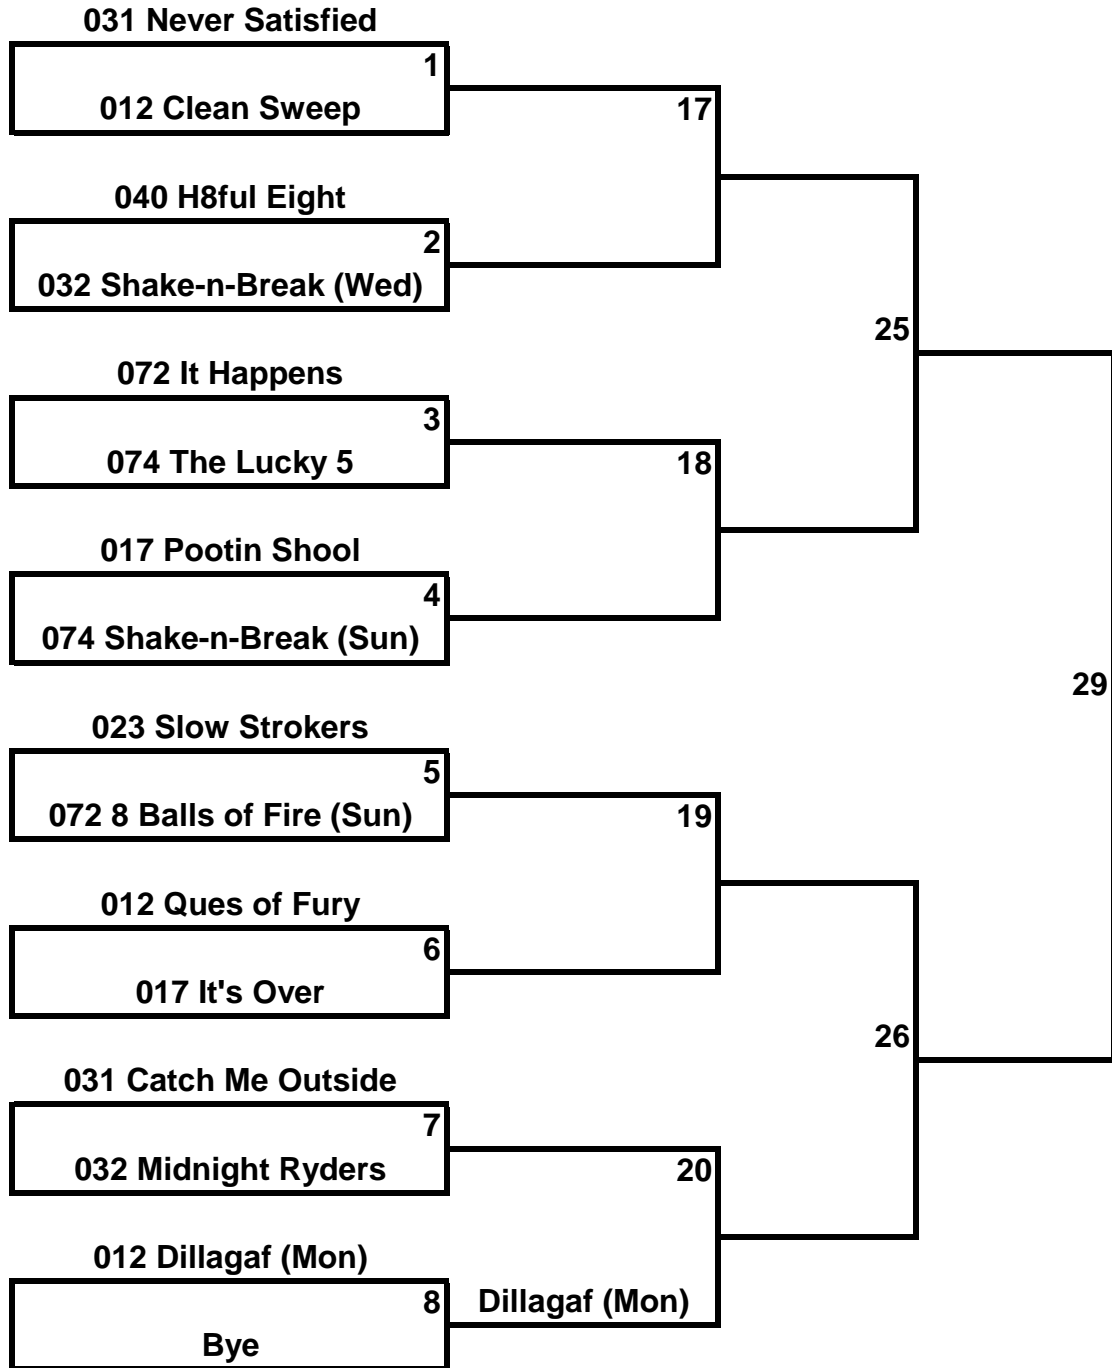 031 Never Satisfied
1
012 Clean Sweep
17
040 H8ful Eight
2
032 Shake-n-Break (Wed)
25
072 It Happens
3
074 The Lucky 5
18
017 Pootin Shool
4
074 Shake-n-Break (Sun)
29
023 Slow Strokers
5
072 8 Balls of Fire (Sun)
19
012 Ques of Fury
6
017 It's Over
26
031 Catch Me Outside
7
032 Midnight Ryders
20
012 Dillagaf (Mon)
8
Dillagaf (Mon)
Bye